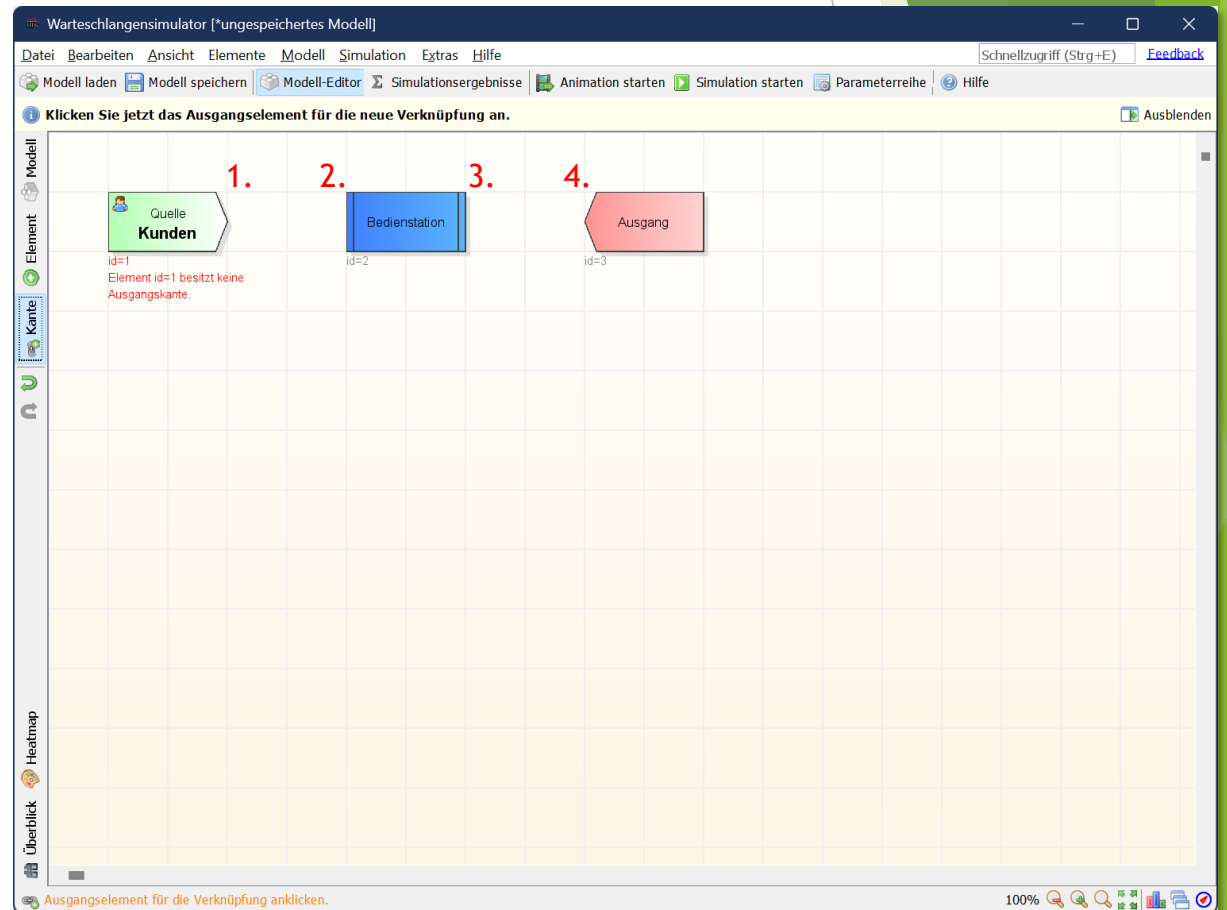 Warteschlangensimulator [*ungespeichertes Modell]
Datei Bearbeiten Ansicht Elemente Modell Simulation Extras Hilfe
Schnellzugriff (Strg+E) Feedback
Modell laden Modell speichern Modell-Editor Σ Simulationsergebnisse Animation starten Simulation starten Parameterreihe Hilfe
Klicken Sie jetzt das Ausgangselement für die neue Verknüpfung an. Ausblenden
Modell
Element
Kante
1. 2. 3. 4.
Quelle
Kunden
Bedienstation
Ausgang
id=1
Element id=1 besitzt keine
Ausgangskante.
id=2
id=3
Heatmap
Überblick
Ausgangselement für die Verknüpfung anklicken. 100%